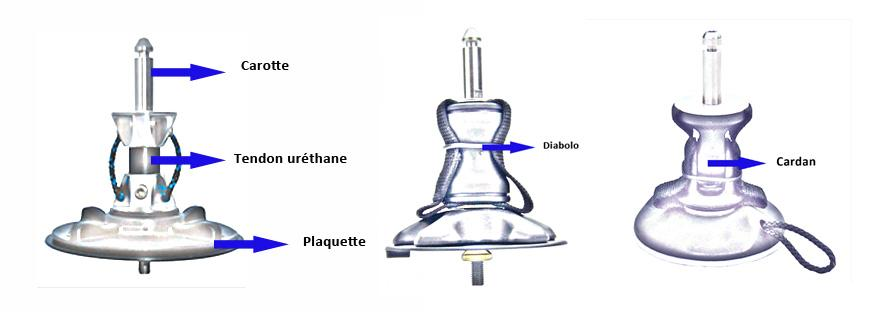 Carotte
Tendon uréthane
Plaquette
Diabolo
Cardan